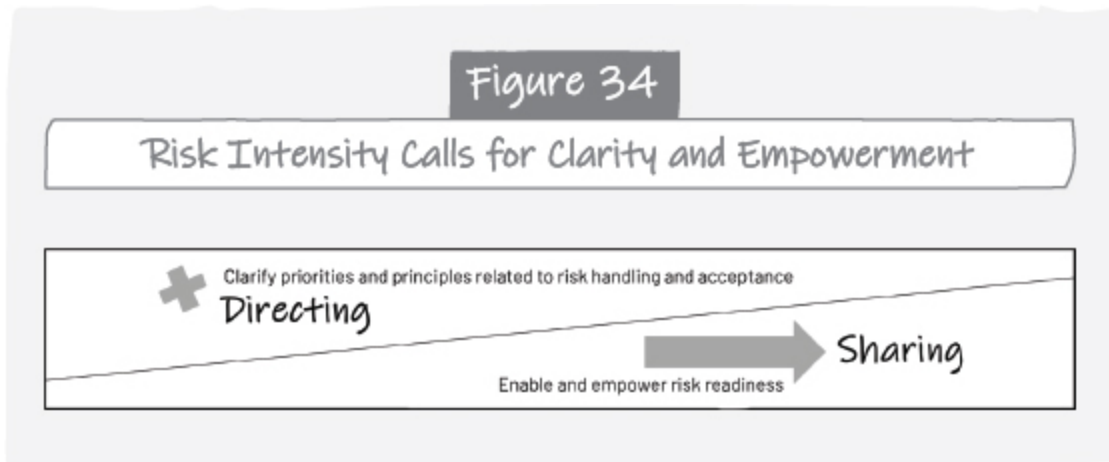 Figure 34
Risk Intensity Calls for Clarity and Empowerment
Clarify priorities and principles related to risk handling and acceptance
Directing
Sharing
Enable and empower risk readiness